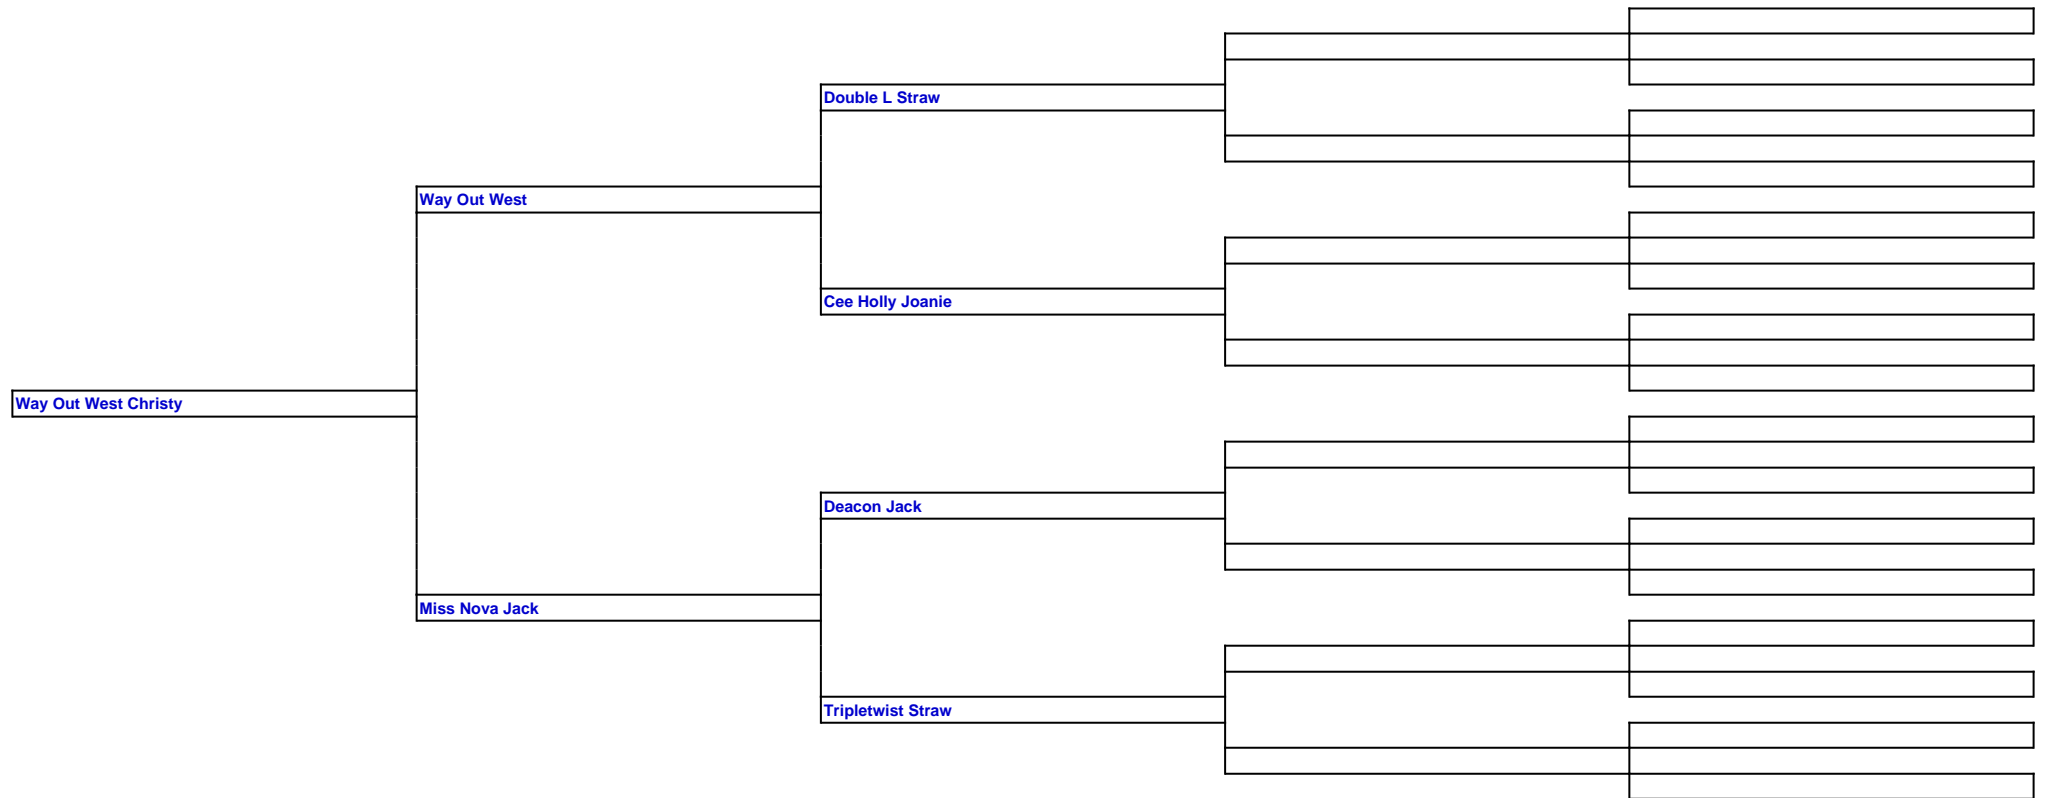 Double L Straw
Way Out West
Cee Holly Joanie
Way Out West Christy
Deacon Jack
Miss Nova Jack
Tripletwist Straw